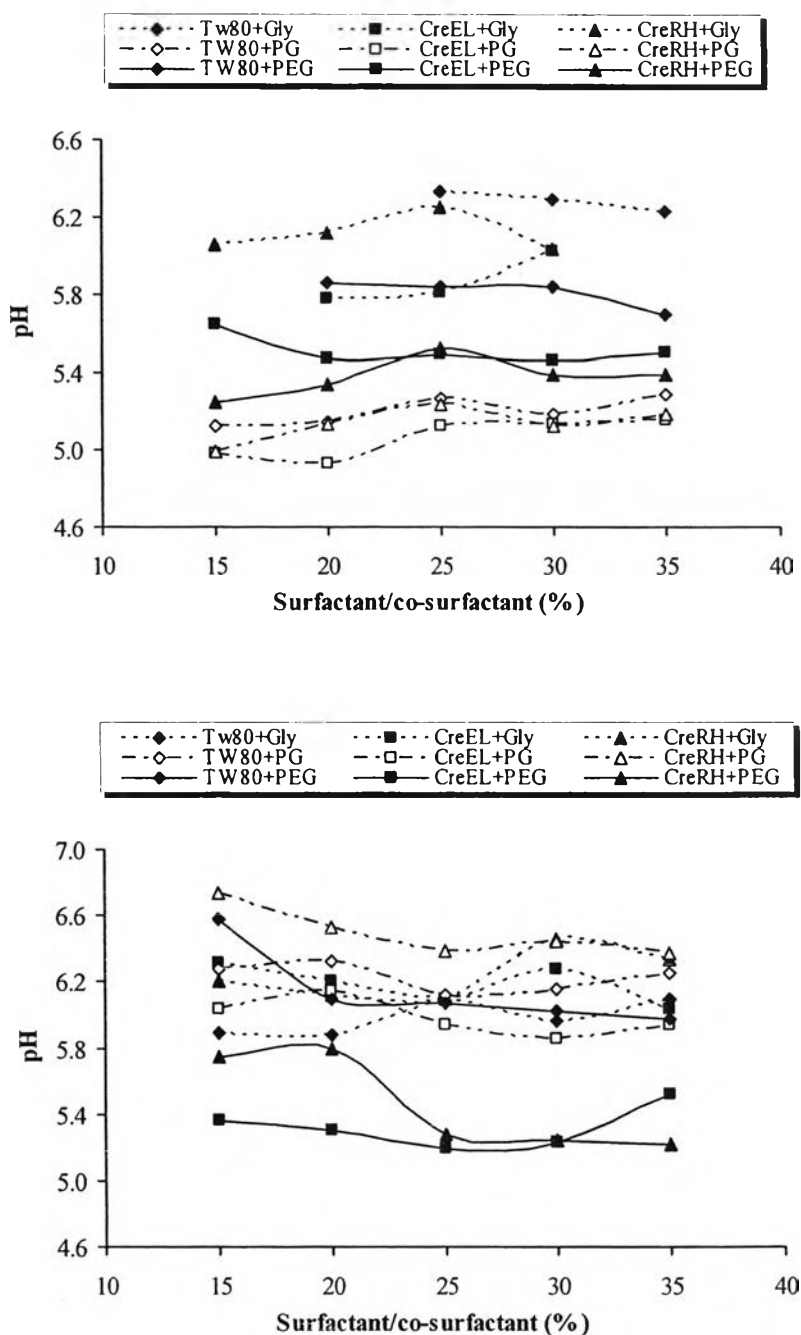 Tw80+Gly CreEL+Gly CreRH+Gly
TW80+PG CreEL+PG CreRH+PG
TW80+PEG CreEL+PEG CreRH+PEG
6.6
6.2
5.8
5.4
5.0
4.6
pH
10 15 20 25 30 35 40
Surfactant/co-surfactant (%)
Tw80+Gly CreEL+Gly CreRH+Gly
TW80+PG CreEL+PG CreRH+PG
TW80+PEG CreEL+PEG CreRH+PEG
7.0
6.6
6.2
5.8
5.4
5.0
4.6
pH
10 15 20 25 30 35 40
Surfactant/co-surfactant (%)